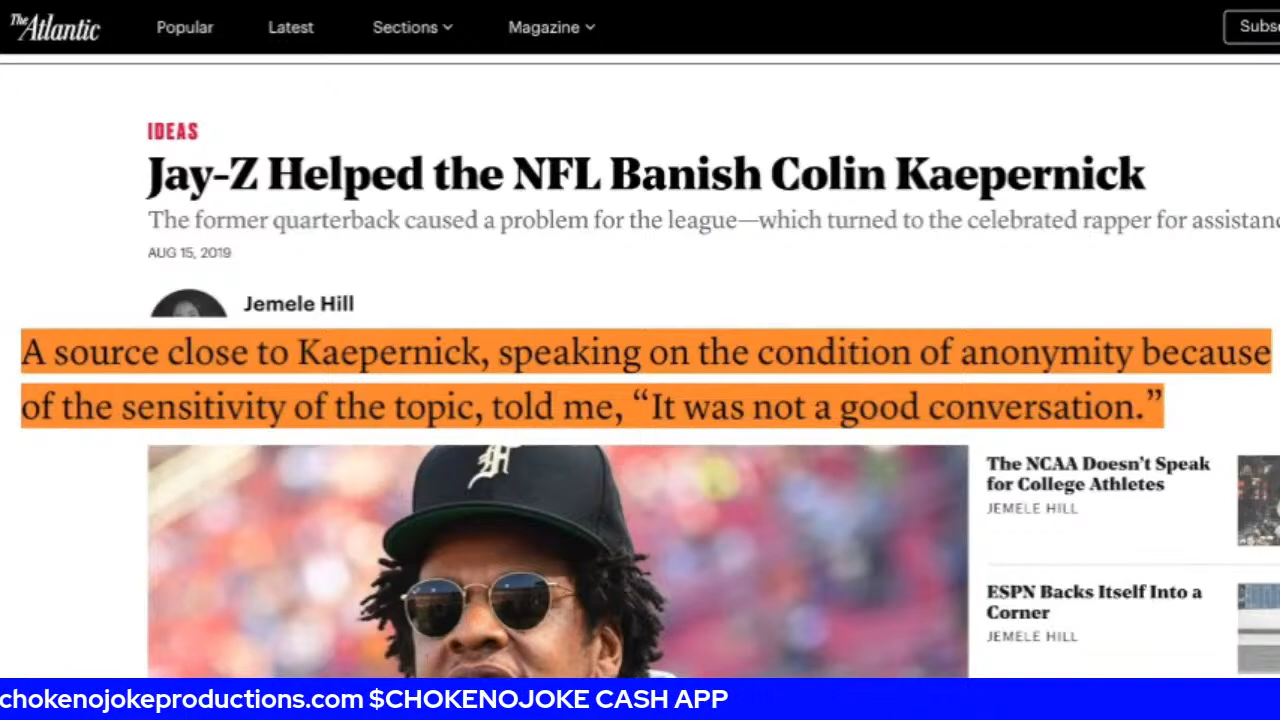 The Atlantic Popular Latest Sections Magazine
IDEAS
Jay-Z Helped the NFL Banish Colin Kaepernick
The former quarterback caused a problem for the league—which turned to the celebrated rapper for
AUG 15, 2019
Jemele Hill
A source close to Kaepernick, speaking on the condition of anonymity because
of the sensitivity of the topic, told me, “It was not a good conversation.”
The NCAA Doesn’t Speak
for College Athletes
JEMELE HILL
ESPN Backs Itself Into a
Corner
JEMELE HILL
chokenojokeproductions.com $CHOKENOJOKE CASH APP